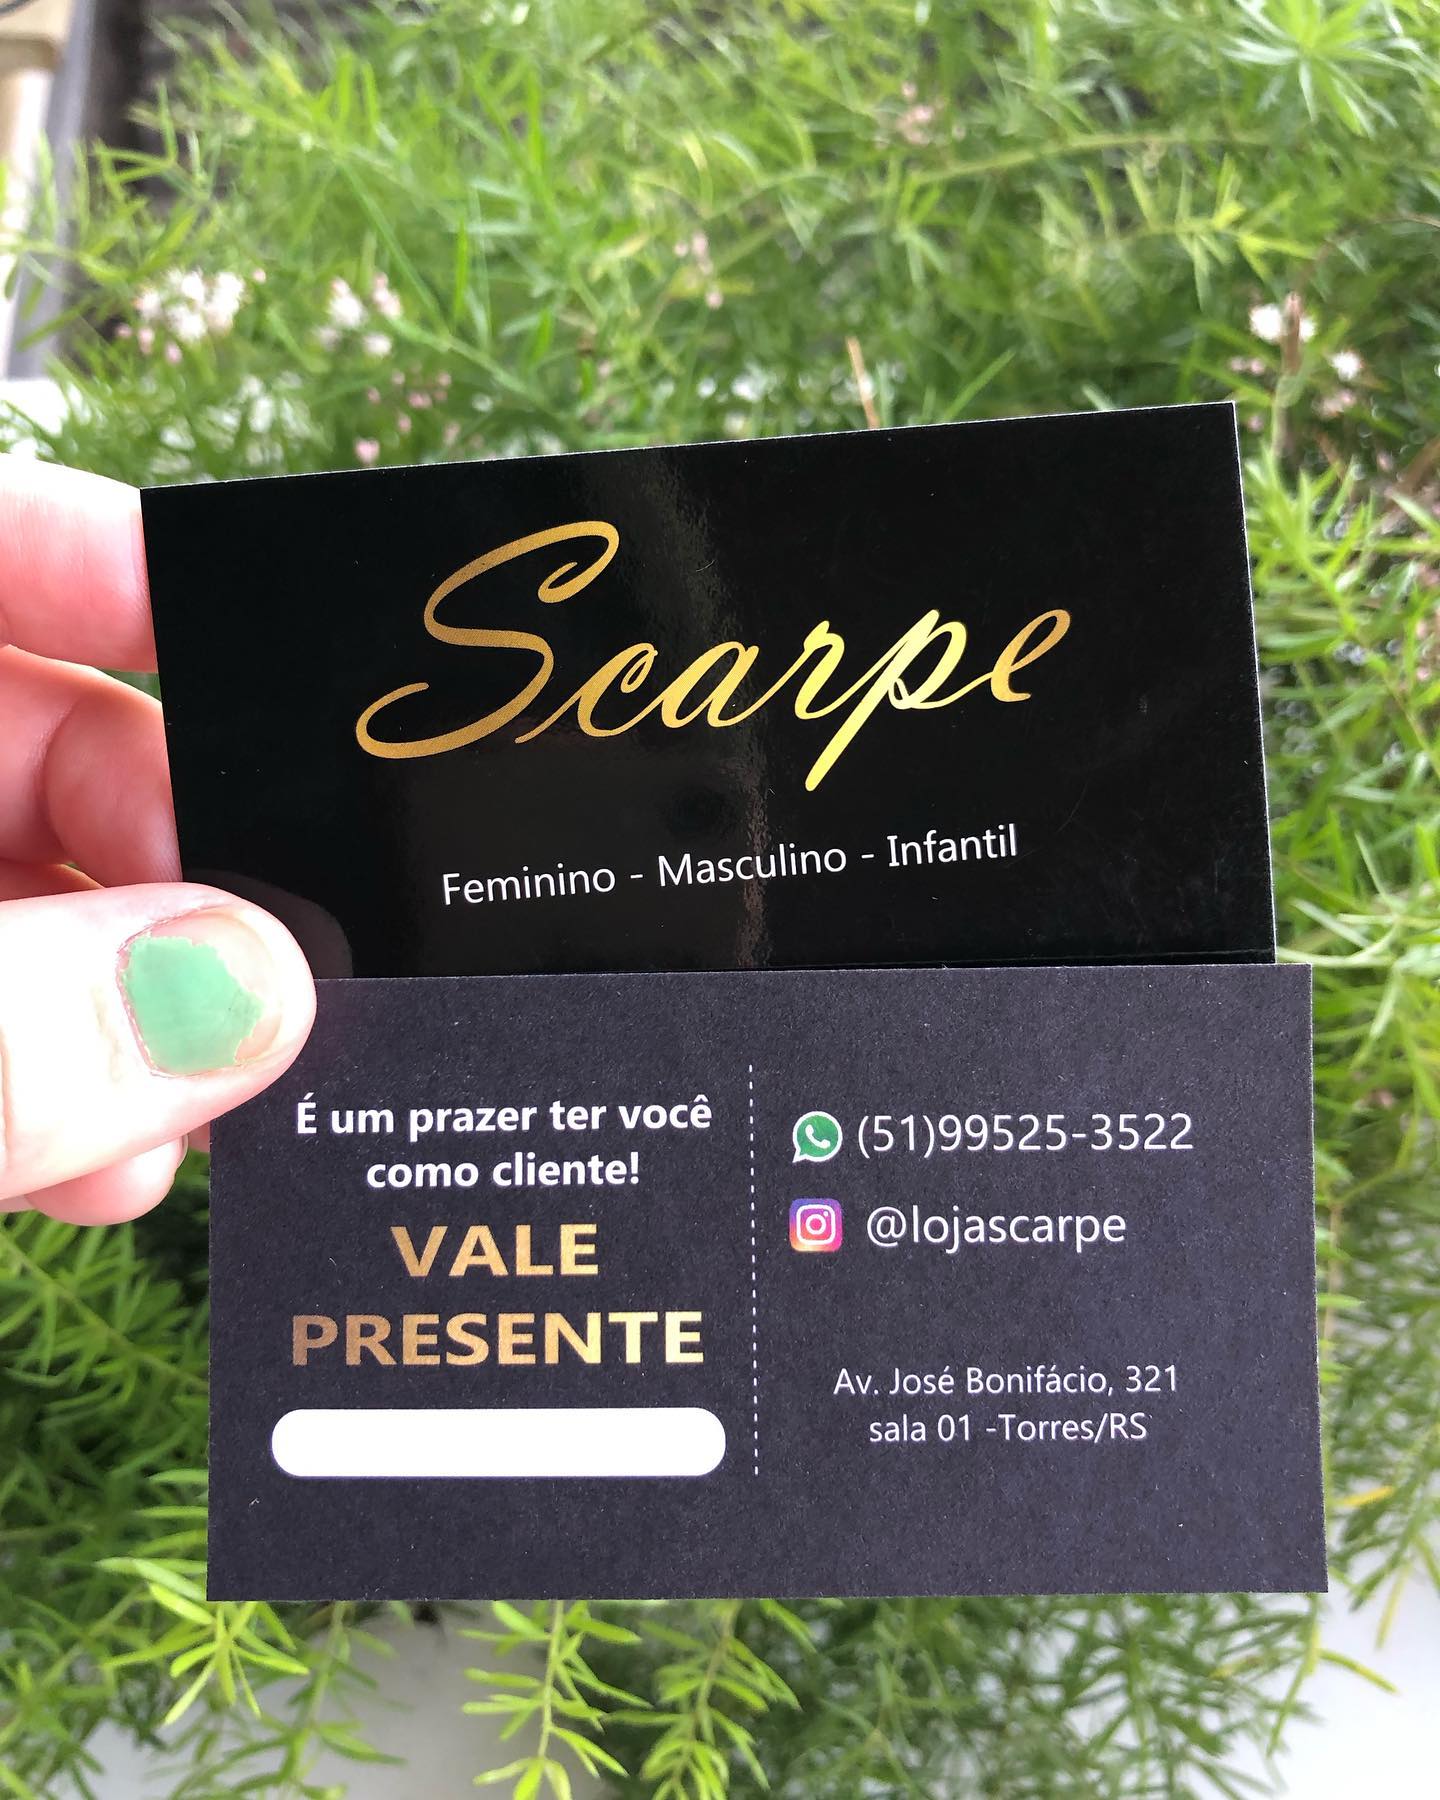 Scarpe
Feminino - Masculino - Infantil
É um prazer ter você
como cliente!
VALE
PRESENTE
(51)99525-3522
@lojascarpe
Av. José Bonifácio, 321
sala 01 -Torres/RS